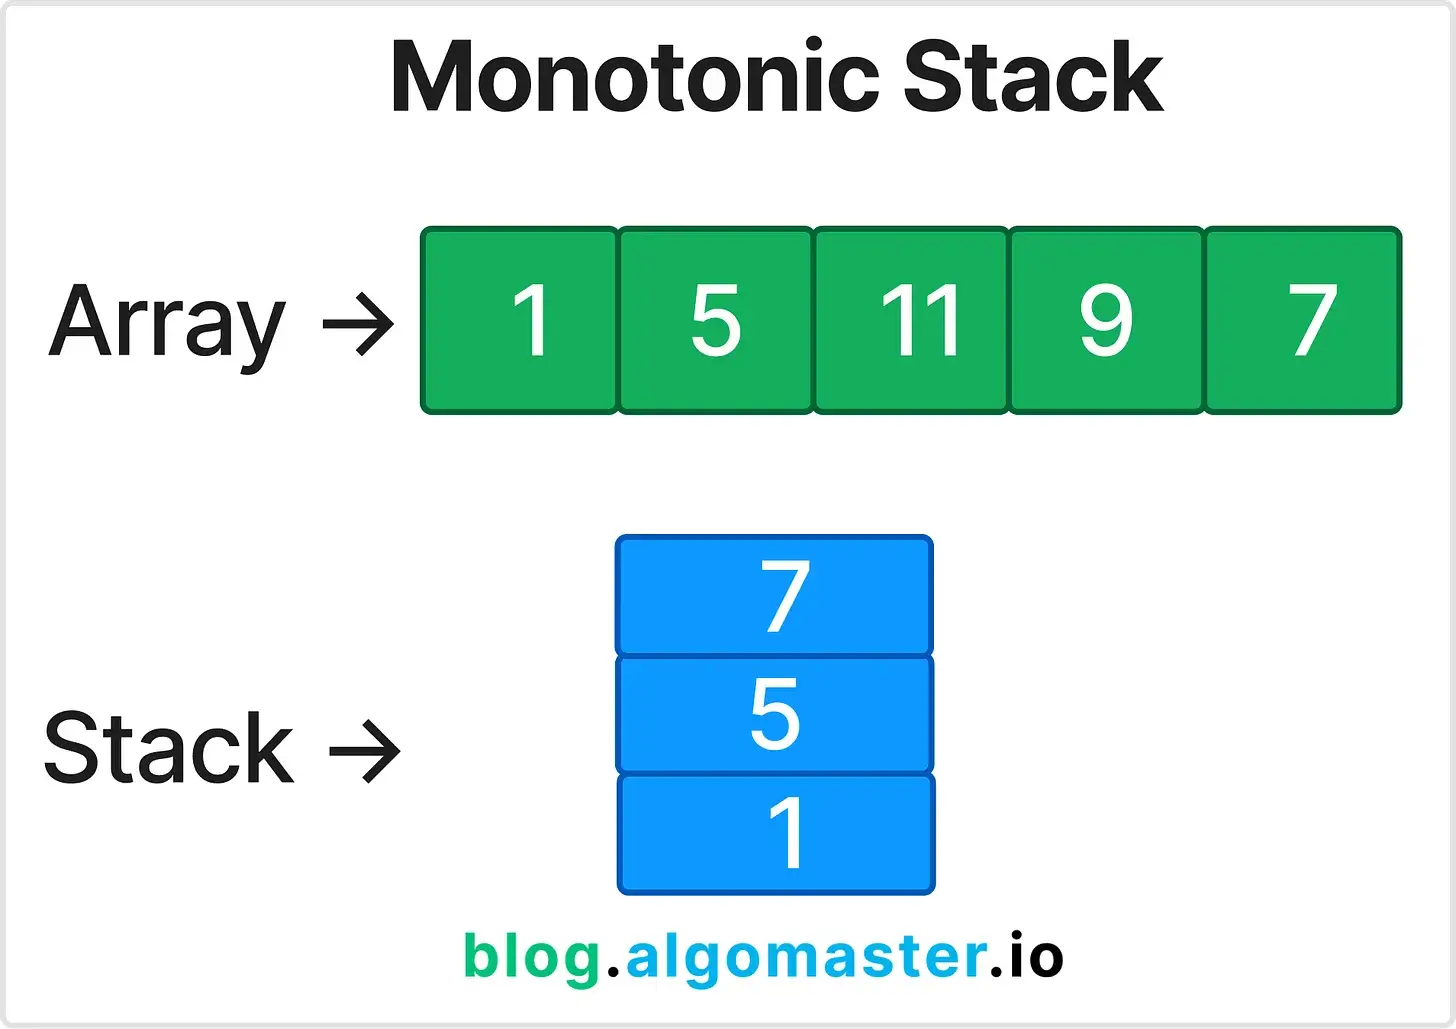 Monotonic Stack
Array → 1 5 11 9 7
7
5
Stack →
1
blog.algomaster.io